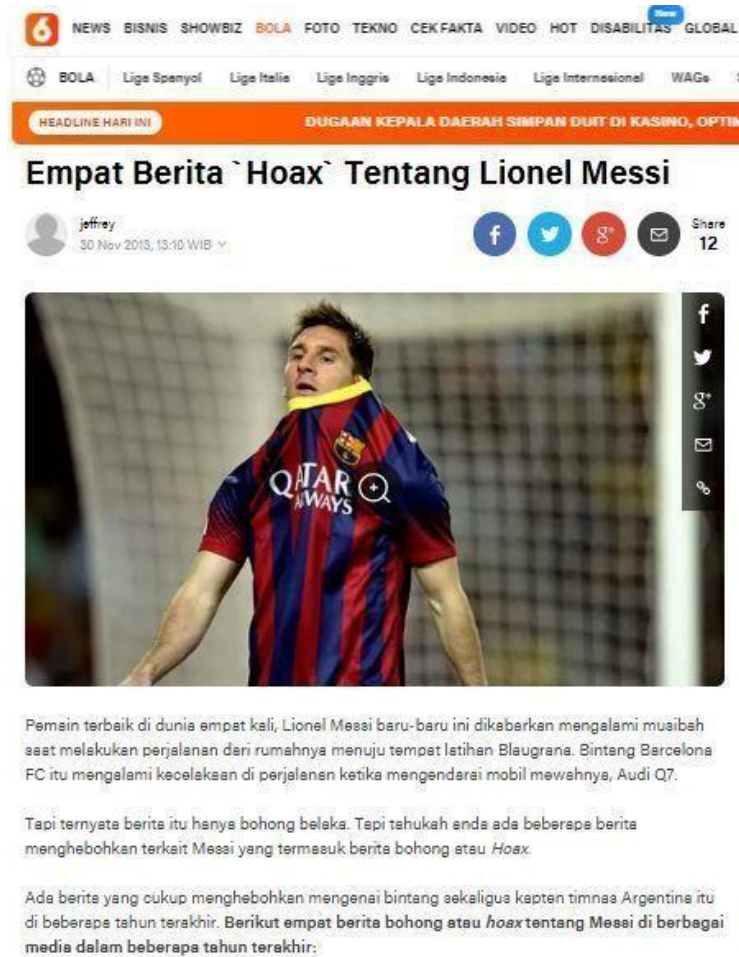 6 NEWS BISNIS SHOWBIZ BOLA FOTO TEKNO CEK FAKTA VIDEO HOT DISABILITAS New GLOBAL
BOLA Liga Spanyol Liga Italia Liga Inggris Liga Indonesia Liga Internasional WAGs
HEADLINE HARI INI DUGAAN KEPALA DAERAH SIMPAN DUIT DI KASINO, OPTIM
Empat Berita `Hoax` Tentang Lionel Messi
jeffrey
30 Nov 2013, 13:10 WIB
f g+ Share
12
f
g+
QATAR
AIRWAYS
Pemain terbaik di dunia empat kali, Lionel Messi baru-baru ini dikabarkan mengalami musibah
saat melakukan perjalanan dari rumahnya menuju tempat latihan Blaugrana. Bintang Barcelona
FC itu mengalami kecelakaan di perjalanan ketika mengendarai mobil mewahnya, Audi Q7.
Tapi ternyata berita itu hanya bohong belaka. Tapi tahukah anda ada beberapa berita
menghebohkan terkait Messi yang termasuk berita bohong atau Hoax.
Ada berita yang cukup menghebohkan mengenai bintang sekaligus kapten timnas Argentina itu
di beberapa tahun terakhir. Berikut empat berita bohong atau hoax tentang Messi di berbagai
media dalam beberapa tahun terakhir: